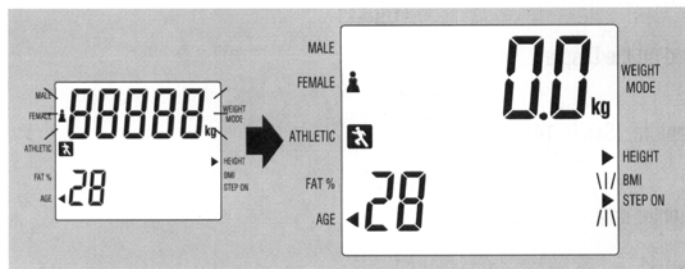 MALE
FEMALE
88888
kg
WEIGHT
MODE
ATHLETIC
HEIGHT
FAT %
28
BMI
STEP ON
AGE
MALE
FEMALE
0.0
kg
WEIGHT
MODE
ATHLETIC
HEIGHT
FAT %
28
BMI
STEP ON
AGE